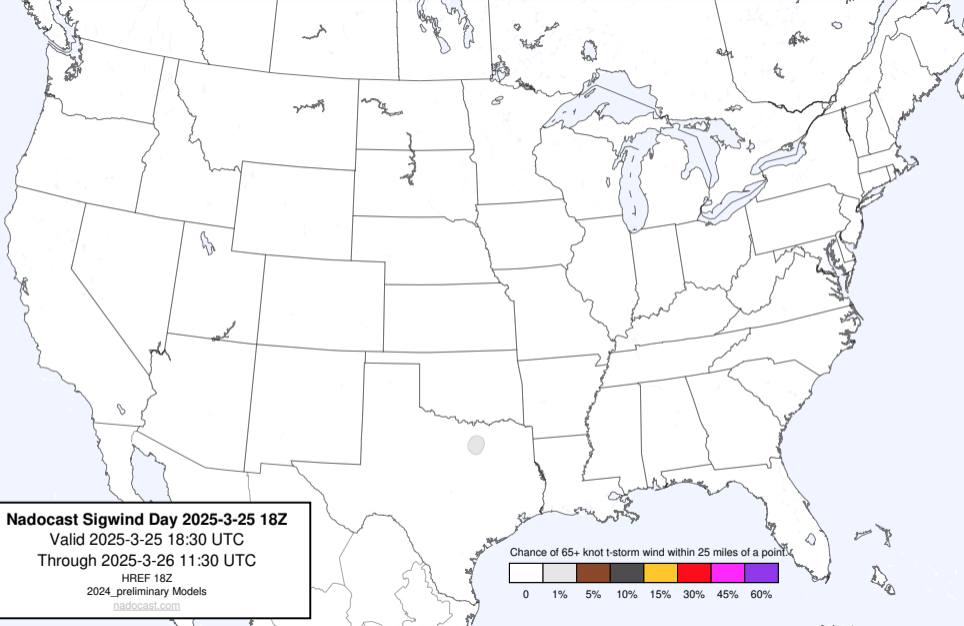 Nadocast Sigwind Day 2025-3-25 18Z
Valid 2025-3-25 18:30 UTC
Through 2025-3-26 11:30 UTC
HREF 18Z
2024_preliminary Models
nadocast.com
Chance of 65+ knot t-storm wind within 25 miles of a point.
0 1% 5% 10% 15% 30% 45% 60%